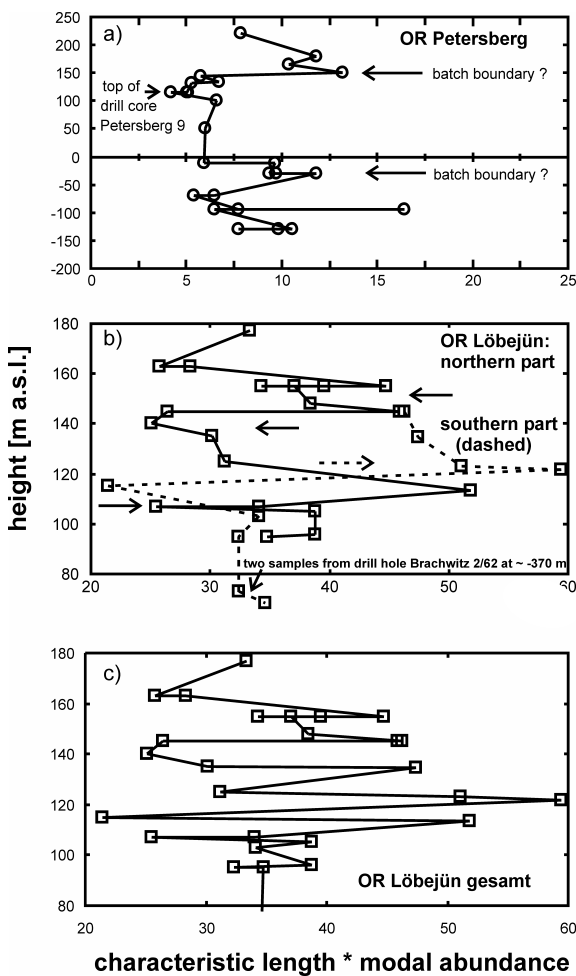 a)
OR Petersberg
250
200
150
100
50
0
-50
-100
-150
-200
batch boundary ?
top of
drill core
Petersberg 9
batch boundary ?
0 5 10 15 20 25
b)
OR Löbejün:
northern part
southern part
(dashed)
180
160
140
120
100
80
two samples from drill hole Brachwitz 2/62 at ~ -370 m
20 30 40 50 60
height [m a.s.l.]
c)
180
160
140
120
100
80
OR Löbejün gesamt
20 30 40 50 60
characteristic length * modal abundance